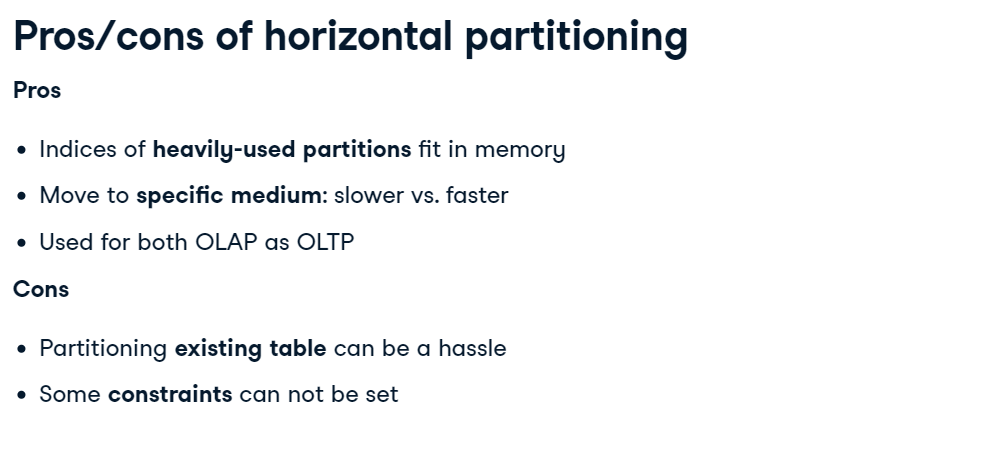 Pros/cons of horizontal partitioning
Pros
• Indices of heavily-used partitions fit in memory
• Move to specific medium: slower vs. faster
• Used for both OLAP as OLTP
Cons
• Partitioning existing table can be a hassle
• Some constraints can not be set